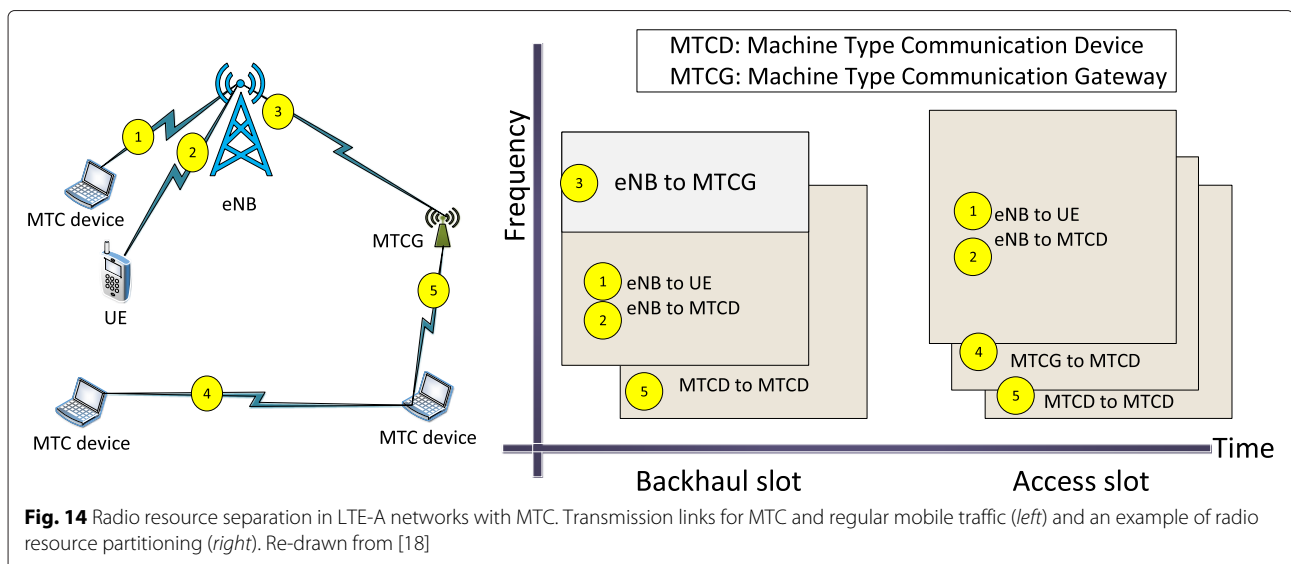 1
2
3
MTC device
eNB
UE
MTCG
5
4
MTC device
MTC device
Frequency
MTCD: Machine Type Communication Device
MTCG: Machine Type Communication Gateway
3 eNB to MTCG
1 eNB to UE
2 eNB to MTCD
5 MTCD to MTCD
1 eNB to UE
2 eNB to MTCD
4 MTCG to MTCD
5 MTCD to MTCD
Time
Backhaul slot
Access slot
Fig. 14 Radio resource separation in LTE-A networks with MTC. Transmission links for MTC and regular mobile traffic (left) and an example of radio
resource partitioning (right). Re-drawn from [18]